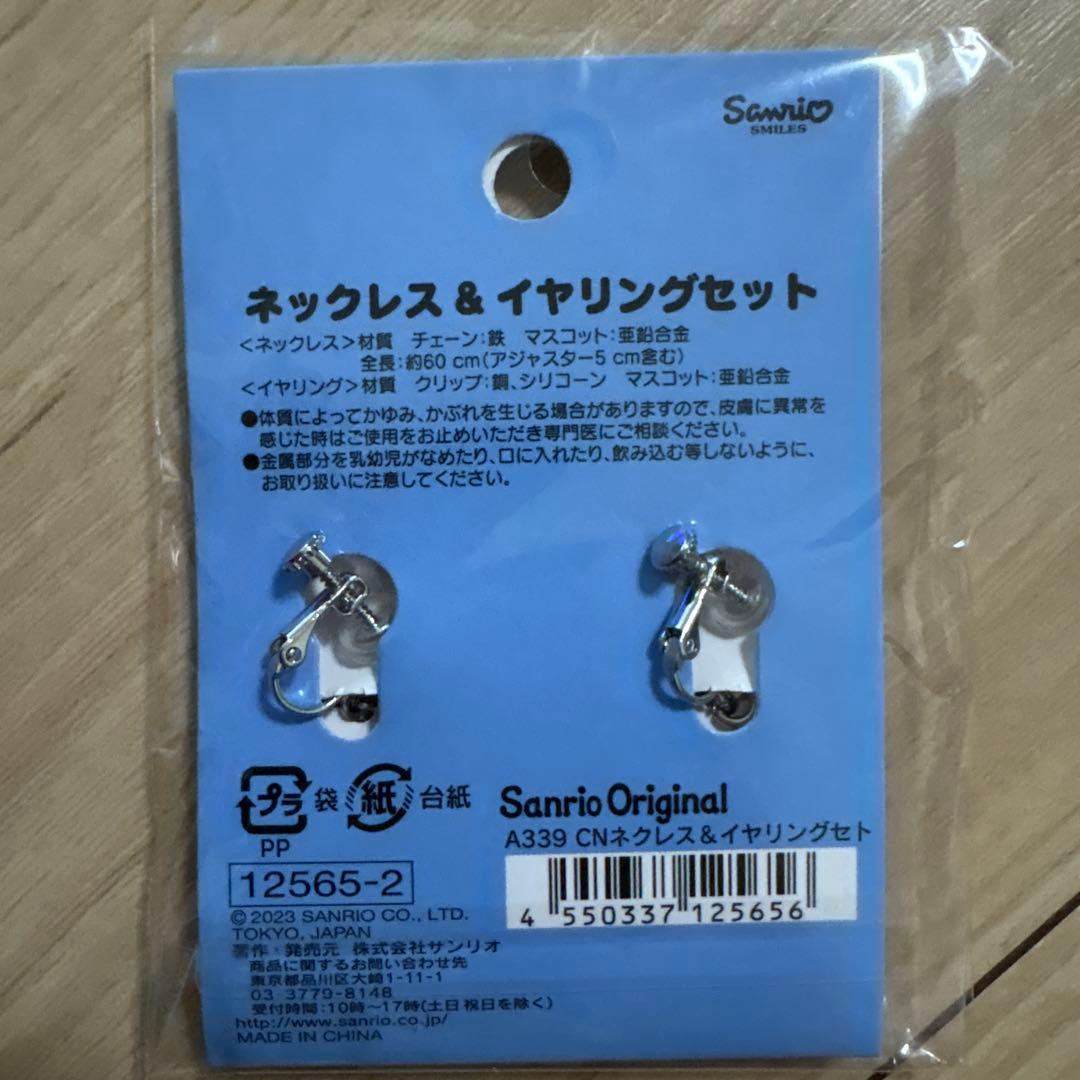 Sanrio
SMILES
ネックレス & イヤリングセット
<ネックレス>材質 チェーン:鉄 マスコット:亜鉛合金
全長:約60 cm(アジャスター5 cm含む)
<イヤリング>材質 クリップ:鋼、シリコーン マスコット:亜鉛合金
●体質によってかゆみ、かぶれを生じる場合がありますので、皮膚に異常を
感じた時はご使用をお止めいただき専門医にご相談ください。
●金属部分を乳幼児がなめたり、口に入れたり、飲み込む等しないように、
お取り扱いに注意してください。
プラ 袋 紙 台紙
PP
12565-2
Sanrio Original
A339 CNネクレス&イヤリングセト
4 550337 125656
© 2023 SANRIO CO., LTD.
TOKYO, JAPAN
著作・発売元 株式会社サンリオ
商品に関するお問い合わせ先
東京都品川区大崎1-11-1
03-3779-8148
受付時間:10時〜17時(土日祝日を除く)
http://www.sanrio.co.jp/
MADE IN CHINA